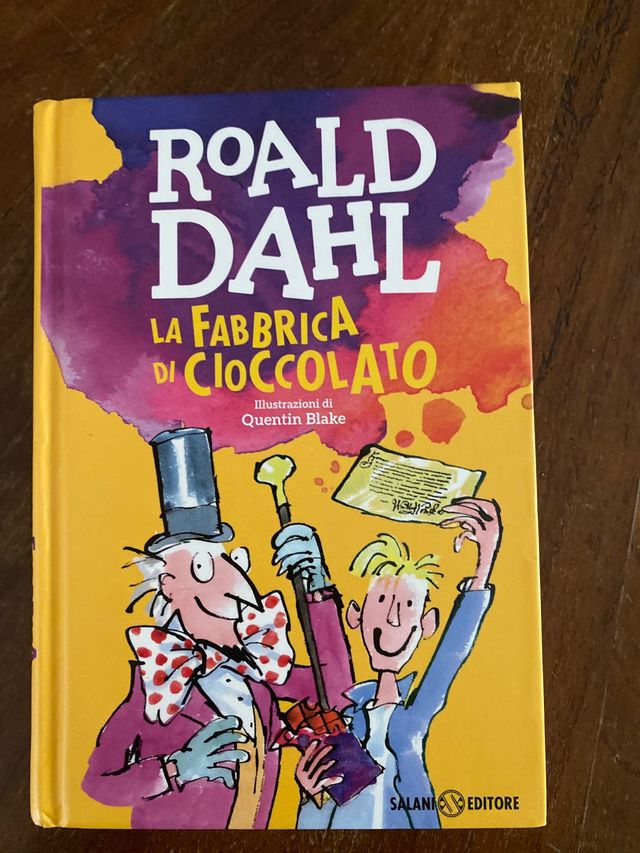 ROALD
DAHL
LA FABBRICA
DI CIOCCOLATO
Illustrazioni di
Quentin Blake
SALANI EDITORE